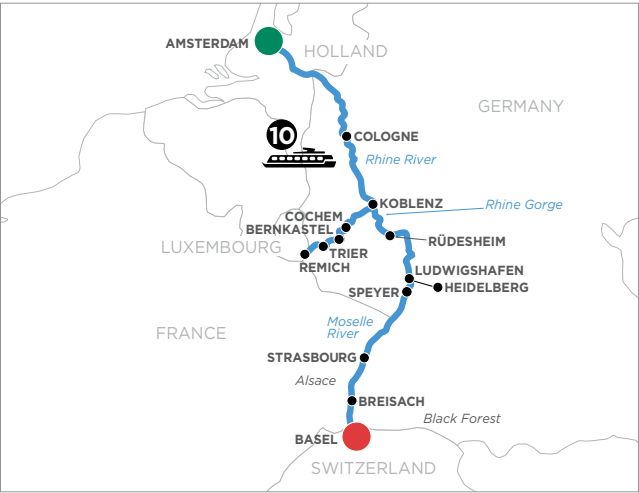 AMSTERDAM
HOLLAND
GERMANY
10
COLOGNE
Rhine River
KOBLENZ
Rhine Gorge
COCHEM
BERNKASTEL
LUXEMBOURG
TRIER
REMICH
RÜDESHEIM
LUDWIGSHAFEN
HEIDELBERG
SPEYER
Moselle
River
FRANCE
STRASBOURG
Alsace
BREISACH
Black Forest
BASEL
SWITZERLAND